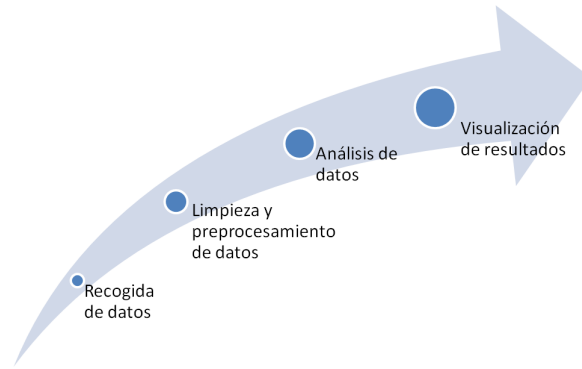 Recogida
de datos
Limpieza y
preprocesamiento
de datos
Análisis de
datos
Visualización
de resultados